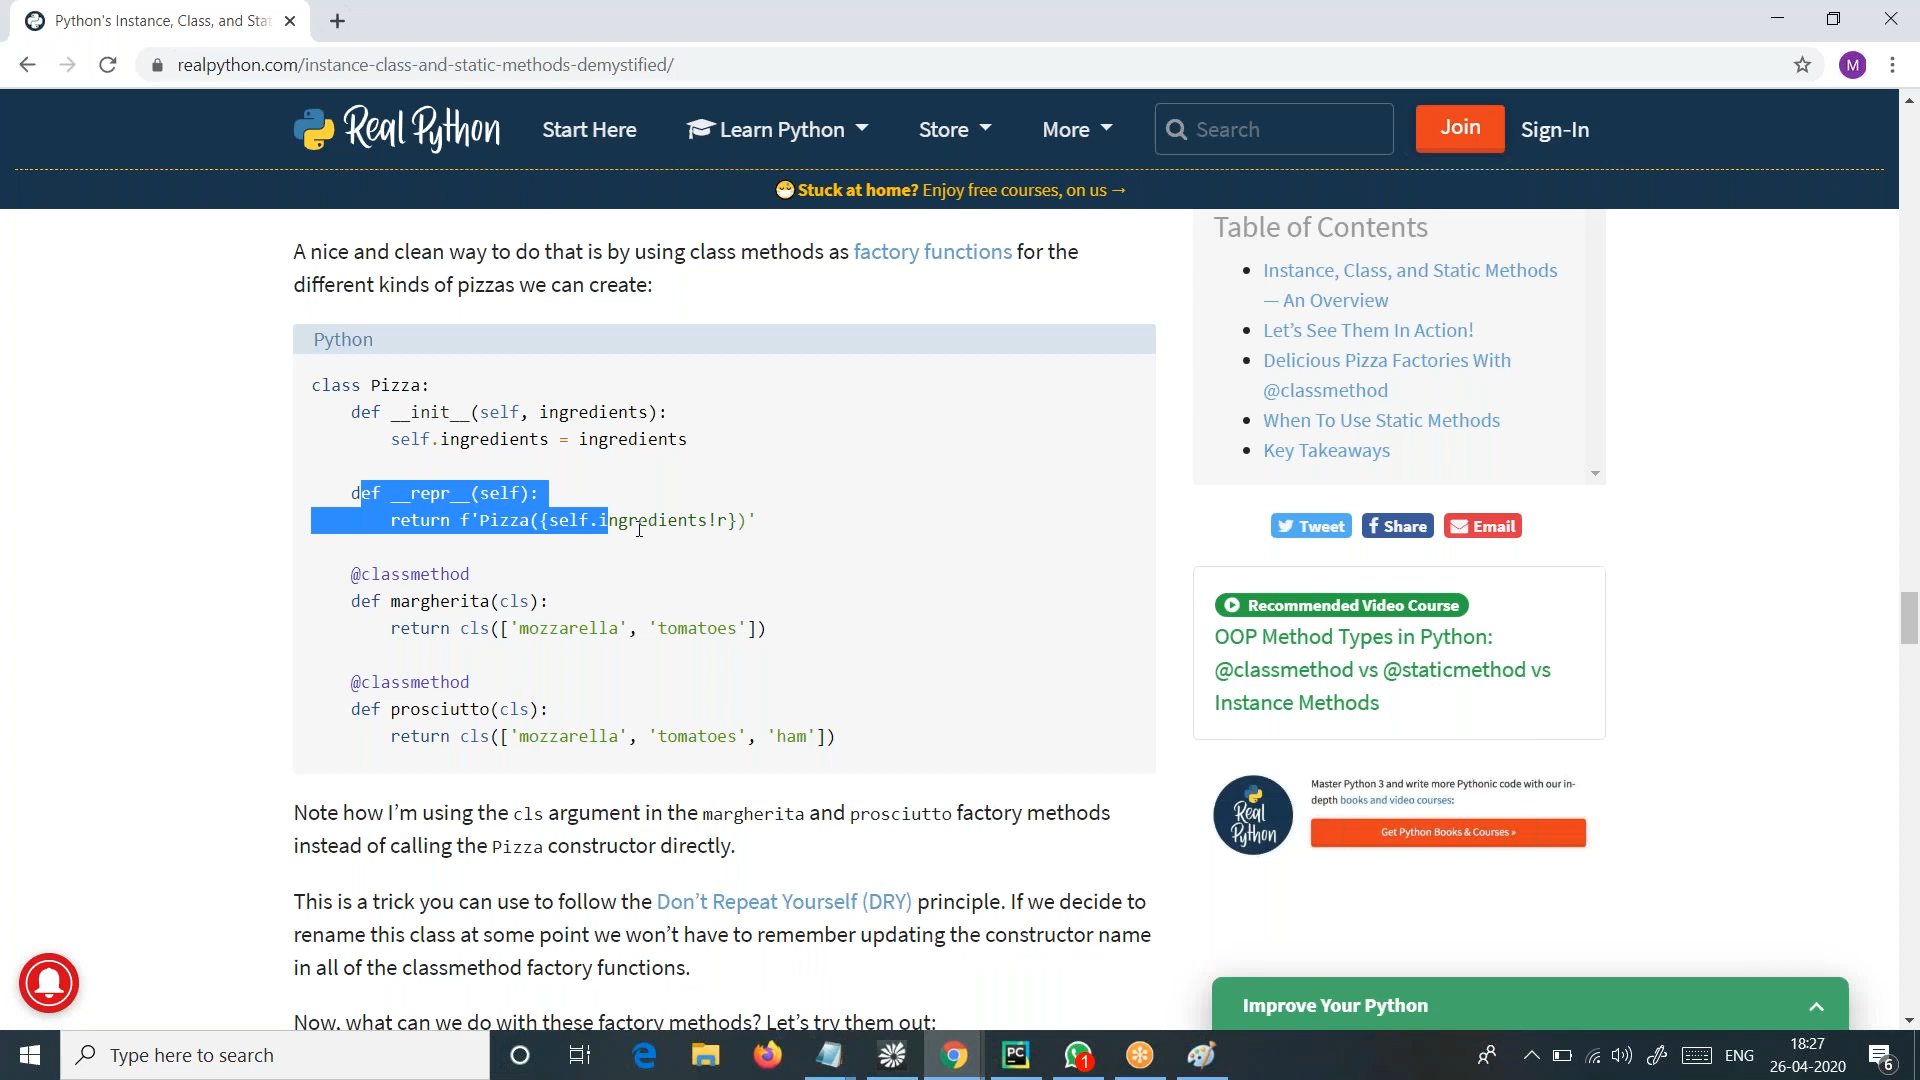 Python's Instance, Class, and Stat
realpython.com/instance-class-and-static-methods-demystified/
M
Real Python
Start Here
Learn Python
Store
More
Search
Join
Sign-In
Stuck at home? Enjoy free courses, on us →
A nice and clean way to do that is by using class methods as factory functions for the
different kinds of pizzas we can create:
Python
class Pizza:
    def __init__(self, ingredients):
        self.ingredients = ingredients
    def __repr__(self):
        return f'Pizza({self.ingredients!r})'
    @classmethod
    def margherita(cls):
        return cls(['mozzarella', 'tomatoes'])
    @classmethod
    def prosciutto(cls):
        return cls(['mozzarella', 'tomatoes', 'ham'])
Note how I'm using the cls argument in the margherita and prosciutto factory methods
instead of calling the Pizza constructor directly.
This is a trick you can use to follow the Don't Repeat Yourself (DRY) principle. If we decide to
rename this class at some point we won't have to remember updating the constructor name
in all of the classmethod factory functions.
Now, what can we do with these factory methods? Let's try them out:
Table of Contents
Instance, Class, and Static Methods
— An Overview
Let's See Them In Action!
Delicious Pizza Factories With
@classmethod
When To Use Static Methods
Key Takeaways
Tweet
Share
Email
Recommended Video Course
OOP Method Types in Python:
@classmethod vs @staticmethod vs
Instance Methods
Real
Python
Master Python 3 and write more Pythonic code with our in-
depth books and video courses:
Get Python Books & Courses »
Improve Your Python
Type here to search
PC
1
ENG
18:27
26-04-2020
6